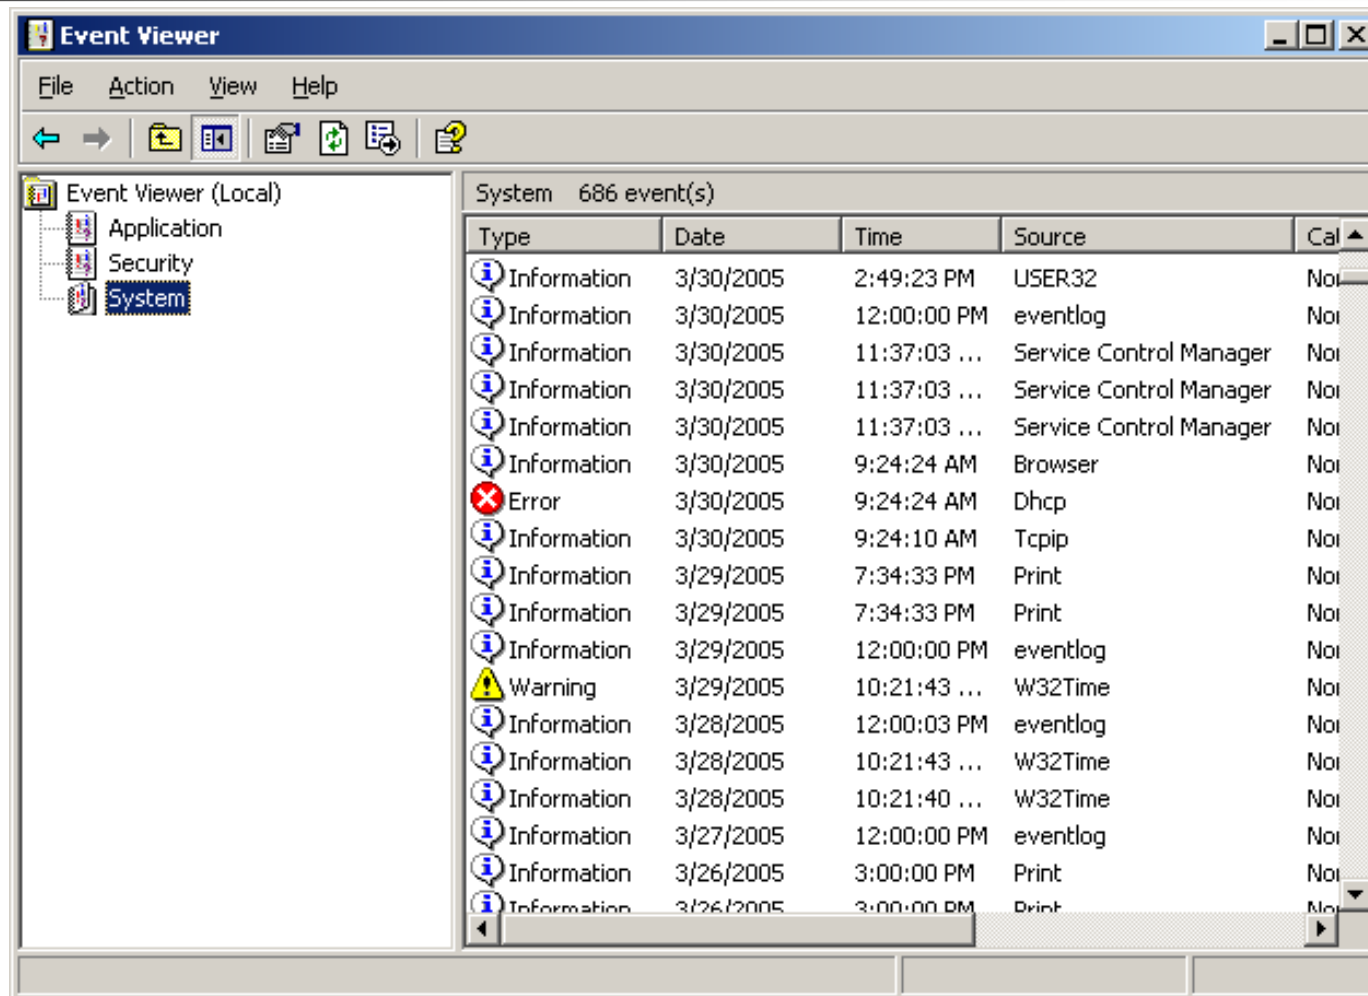 Event Viewer
File Action View Help
Event Viewer (Local)
Application
Security
System
System 686 event(s)
Type Date Time Source
Information 3/30/2005 2:49:23 PM USER32
Information 3/30/2005 12:00:00 PM eventlog
Information 3/30/2005 11:37:03 ... Service Control Manager
Information 3/30/2005 11:37:03 ... Service Control Manager
Information 3/30/2005 11:37:03 ... Service Control Manager
Information 3/30/2005 9:24:24 AM Browser
Error 3/30/2005 9:24:24 AM Dhcp
Information 3/30/2005 9:24:10 AM Tcpip
Information 3/29/2005 7:34:33 PM Print
Information 3/29/2005 7:34:33 PM Print
Information 3/29/2005 12:00:00 PM eventlog
Warning 3/29/2005 10:21:43 ... W32Time
Information 3/28/2005 12:00:03 PM eventlog
Information 3/28/2005 10:21:43 ... W32Time
Information 3/28/2005 10:21:40 ... W32Time
Information 3/27/2005 12:00:00 PM eventlog
Information 3/26/2005 3:00:00 PM Print
Information 3/26/2005 3:00:00 PM Print